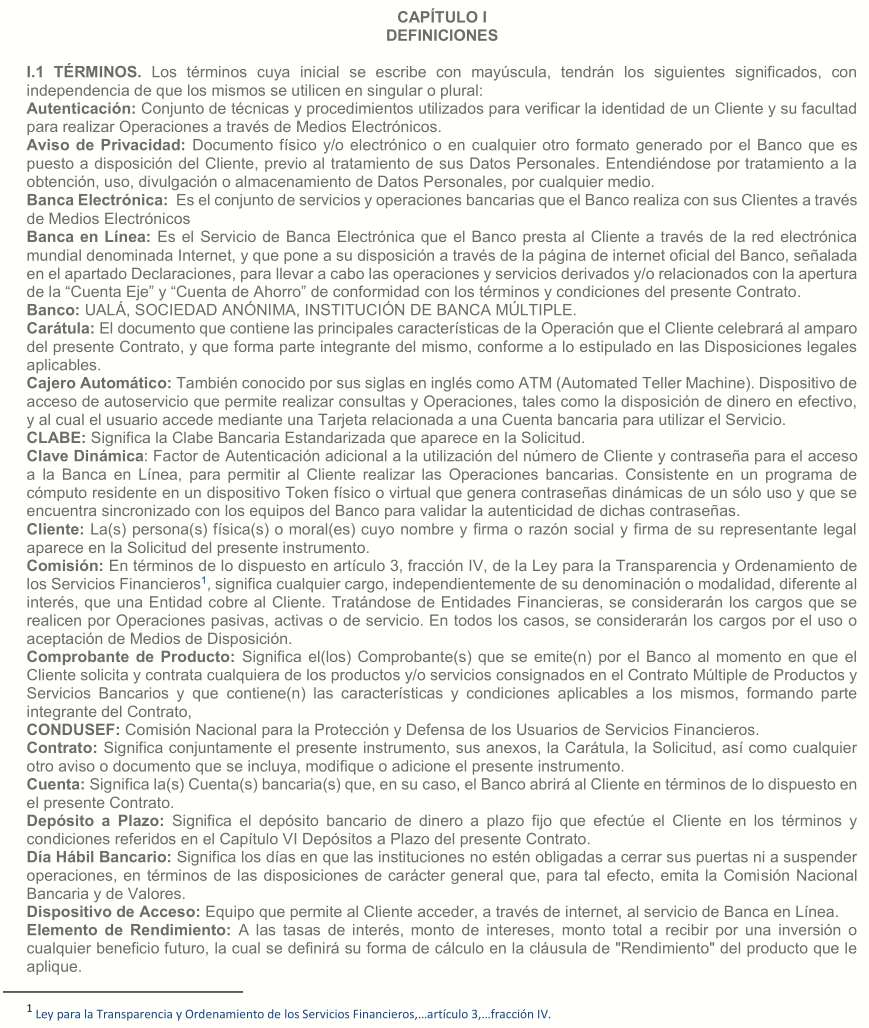 CAPÍTULO I
DEFINICIONES
I.1 TÉRMINOS. Los términos cuya inicial se escribe con mayúscula, tendrán los siguientes significados, con
independencia de que los mismos se utilicen en singular o plural:
Autenticación: Conjunto de técnicas y procedimientos utilizados para verificar la identidad de un Cliente y su facultad
para realizar Operaciones a través de Medios Electrónicos.
Aviso de Privacidad: Documento físico y/o electrónico o en cualquier otro formato generado por el Banco que es
puesto a disposición del Cliente, previo al tratamiento de sus Datos Personales. Entendiéndose por tratamiento a la
obtención, uso, divulgación o almacenamiento de Datos Personales, por cualquier medio.
Banca Electrónica: Es el conjunto de servicios y operaciones bancarias que el Banco realiza con sus Clientes a través
de Medios Electrónicos
Banca en Línea: Es el Servicio de Banca Electrónica que el Banco presta al Cliente a través de la red electrónica
mundial denominada Internet, y que pone a su disposición a través de la página de internet oficial del Banco, señalada
en el apartado Declaraciones, para llevar a cabo las operaciones y servicios derivados y/o relacionados con la apertura
de la “Cuenta Eje” y “Cuenta de Ahorro” de conformidad con los términos y condiciones del presente Contrato.
Banco: UALÁ, SOCIEDAD ANÓNIMA, INSTITUCIÓN DE BANCA MÚLTIPLE.
Carátula: El documento que contiene las principales características de la Operación que el Cliente celebrará al amparo
del presente Contrato, y que forma parte integrante del mismo, conforme a lo estipulado en las Disposiciones legales
aplicables.
Cajero Automático: También conocido por sus siglas en inglés como ATM (Automated Teller Machine). Dispositivo de
acceso de autoservicio que permite realizar consultas y Operaciones, tales como la disposición de dinero en efectivo,
y al cual el usuario accede mediante una Tarjeta relacionada a una Cuenta bancaria para utilizar el Servicio.
CLABE: Significa la Clabe Bancaria Estandarizada que aparece en la Solicitud.
Clave Dinámica: Factor de Autenticación adicional a la utilización del número de Cliente y contraseña para el acceso
a la Banca en Línea, para permitir al Cliente realizar las Operaciones bancarias. Consistente en un programa de
cómputo residente en un dispositivo Token físico o virtual que genera contraseñas dinámicas de un sólo uso y que se
encuentra sincronizado con los equipos del Banco para validar la autenticidad de dichas contraseñas.
Cliente: La(s) persona(s) física(s) o moral(es) cuyo nombre y firma o razón social y firma de su representante legal
aparece en la Solicitud del presente instrumento.
Comisión: En términos de lo dispuesto en artículo 3, fracción IV, de la Ley para la Transparencia y Ordenamiento de
los Servicios Financieros1, significa cualquier cargo, independientemente de su denominación o modalidad, diferente al
interés, que una Entidad cobre al Cliente. Tratándose de Entidades Financieras, se considerarán los cargos que se
realicen por Operaciones pasivas, activas o de servicio. En todos los casos, se considerarán los cargos por el uso o
aceptación de Medios de Disposición.
Comprobante de Producto: Significa el(los) Comprobante(s) que se emite(n) por el Banco al momento en que el
Cliente solicita y contrata cualquiera de los productos y/o servicios consignados en el Contrato Múltiple de Productos y
Servicios Bancarios y que contiene(n) las características y condiciones aplicables a los mismos, formando parte
integrante del Contrato,
CONDUSEF: Comisión Nacional para la Protección y Defensa de los Usuarios de Servicios Financieros.
Contrato: Significa conjuntamente el presente instrumento, sus anexos, la Carátula, la Solicitud, así como cualquier
otro aviso o documento que se incluya, modifique o adicione el presente instrumento.
Cuenta: Significa la(s) Cuenta(s) bancaria(s) que, en su caso, el Banco abrirá al Cliente en términos de lo dispuesto en
el presente Contrato.
Depósito a Plazo: Significa el depósito bancario de dinero a plazo fijo que efectúe el Cliente en los términos y
condiciones referidos en el Capítulo VI Depósitos a Plazo del presente Contrato.
Día Hábil Bancario: Significa los días en que las instituciones no estén obligadas a cerrar sus puertas ni a suspender
operaciones, en términos de las disposiciones de carácter general que, para tal efecto, emita la Comisión Nacional
Bancaria y de Valores.
Dispositivo de Acceso: Equipo que permite al Cliente acceder, a través de internet, al servicio de Banca en Línea.
Elemento de Rendimiento: A las tasas de interés, monto de intereses, monto total a recibir por una inversión o
cualquier beneficio futuro, la cual se definirá su forma de cálculo en la cláusula de "Rendimiento" del producto que le
aplique.
1 Ley para la Transparencia y Ordenamiento de los Servicios Financieros,...artículo 3,...fracción IV.